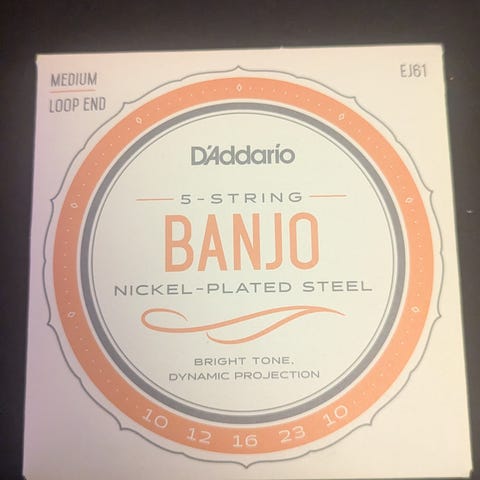 MEDIUM
LOOP END
EJ61
D'Addario
5-STRING
BANJO
NICKEL-PLATED STEEL
BRIGHT TONE,
DYNAMIC PROJECTION
10 12 16 23 10